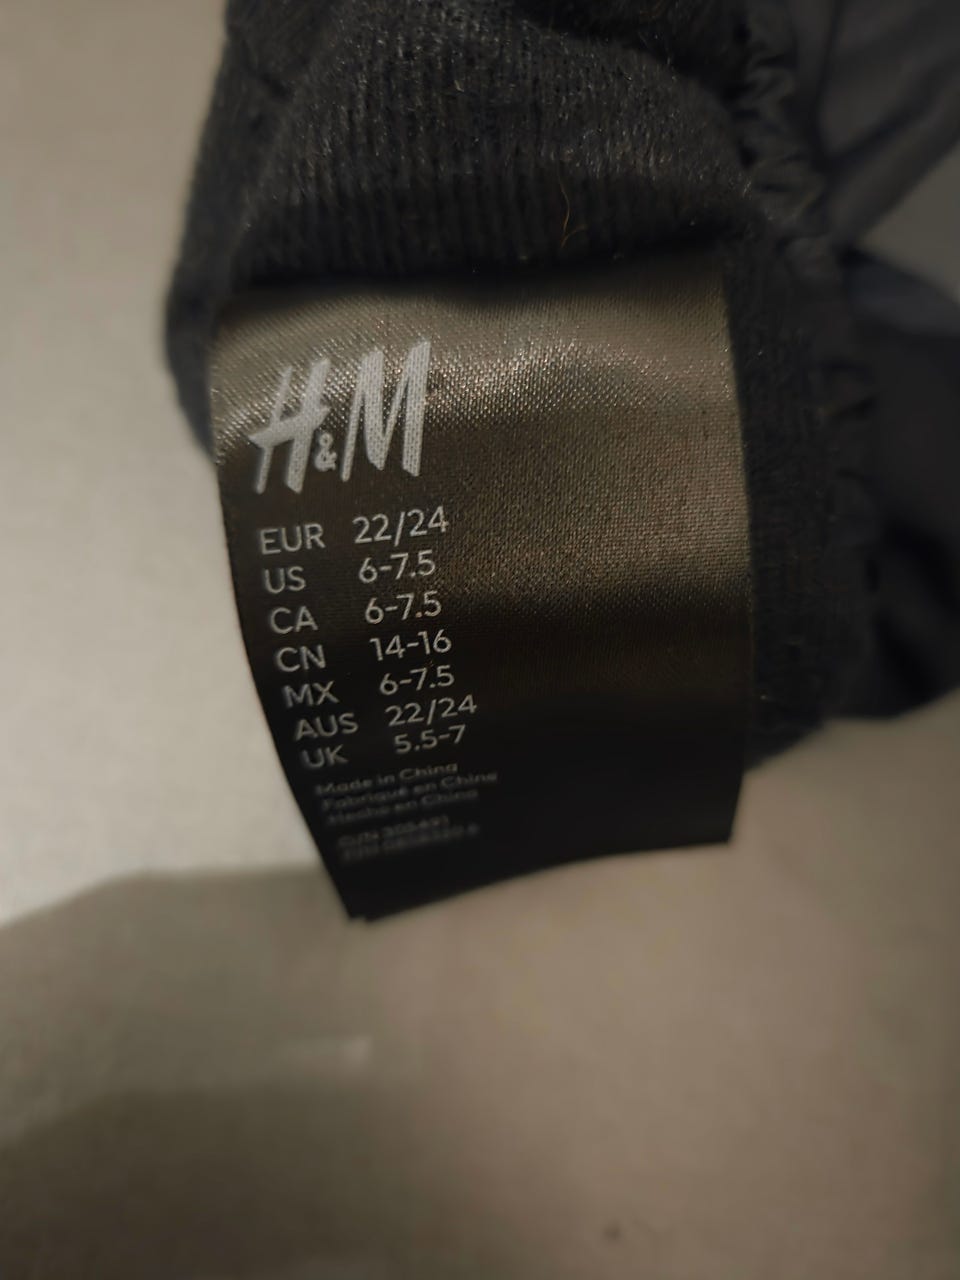 H&M
EUR 22/24
US 6-7.5
CA 6-7.5
CN 14-16
MX 6-7.5
AUS 22/24
UK 5.5-7
Made in China
Fabriqué en China
Hecho en China